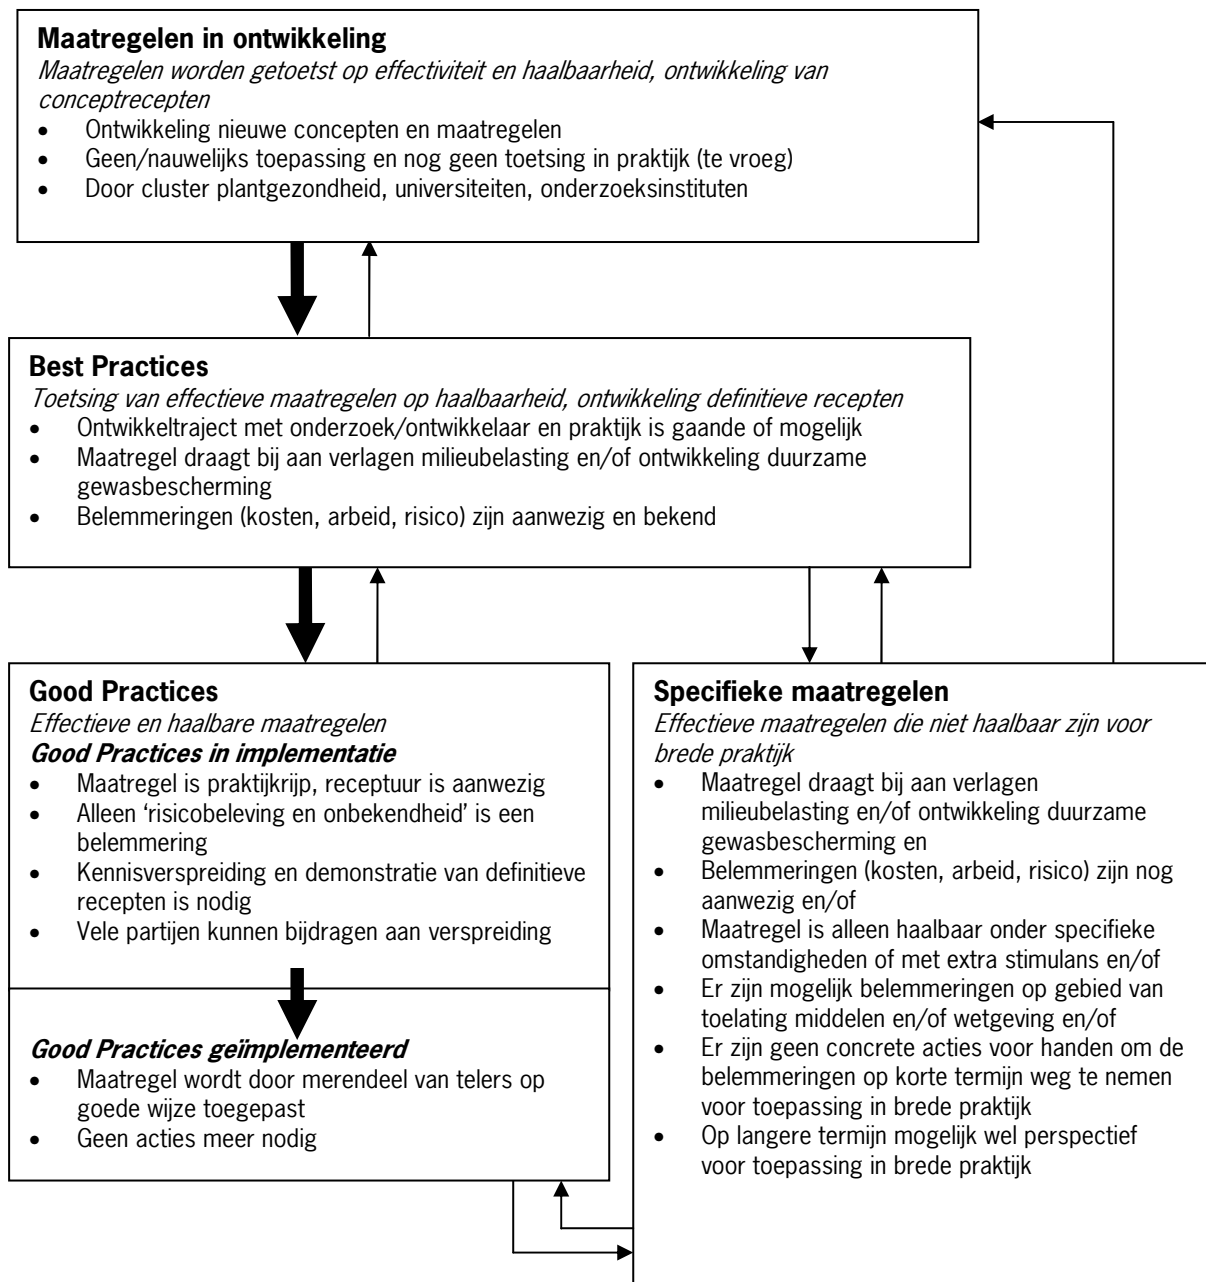 Maatregelen in ontwikkeling
Maatregelen worden getoetst op effectiviteit en haalbaarheid, ontwikkeling van
conceptrecepten
• Ontwikkeling nieuwe concepten en maatregelen
• Geen/nauwelijks toepassing en nog geen toetsing in praktijk (te vroeg)
• Door cluster plantgezondheid, universiteiten, onderzoeksinstituten
Best Practices
Toetsing van effectieve maatregelen op haalbaarheid, ontwikkeling definitieve recepten
• Ontwikkeltraject met onderzoek/ontwikkelaar en praktijk is gaande of mogelijk
• Maatregel draagt bij aan verlagen milieubelasting en/of ontwikkeling duurzame
gewasbescherming
• Belemmeringen (kosten, arbeid, risico) zijn aanwezig en bekend
Good Practices
Effectieve en haalbare maatregelen
Good Practices in implementatie
• Maatregel is praktijkrijp, receptuur is aanwezig
• Alleen ‘risicobeleving en onbekendheid’ is een
belemmering
• Kennisverspreiding en demonstratie van definitieve
recepten is nodig
• Vele partijen kunnen bijdragen aan verspreiding
Good Practices geïmplementeerd
• Maatregel wordt door merendeel van telers op
goede wijze toegepast
• Geen acties meer nodig
Specifieke maatregelen
Effectieve maatregelen die niet haalbaar zijn voor
brede praktijk
• Maatregel draagt bij aan verlagen
milieubelasting en/of ontwikkeling duurzame
gewasbescherming en
• Belemmeringen (kosten, arbeid, risico) zijn nog
aanwezig en/of
• Maatregel is alleen haalbaar onder specifieke
omstandigheden of met extra stimulans en/of
• Er zijn mogelijk belemmeringen op gebied van
toelating middelen en/of wetgeving en/of
• Er zijn geen concrete acties voor handen om de
belemmeringen op korte termijn weg te nemen
voor toepassing in brede praktijk
• Op langere termijn mogelijk wel perspectief
voor toepassing in brede praktijk